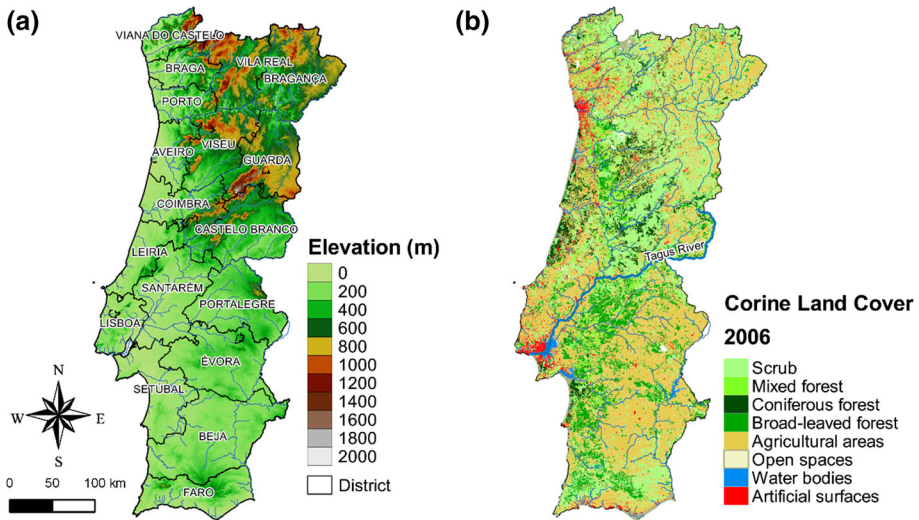 (a)
VIANA DO CASTELO
VILA REAL
BRAGA
BRAGANÇA
PORTO
VISEU
AVEIRO
GUARDA
COIMBRA
CASTELO BRANCO
LEIRIA
SANTARÉM
PORTALEGRE
LISBOA
ÉVORA
SETÚBAL
BEJA
FARO
N
W E
S
0 50 100 km
Elevation (m)
0
200
400
600
800
1000
1200
1400
1600
1800
2000
District
(b)
Tagus River
Corine Land Cover
2006
Scrub
Mixed forest
Coniferous forest
Broad-leaved forest
Agricultural areas
Open spaces
Water bodies
Artificial surfaces